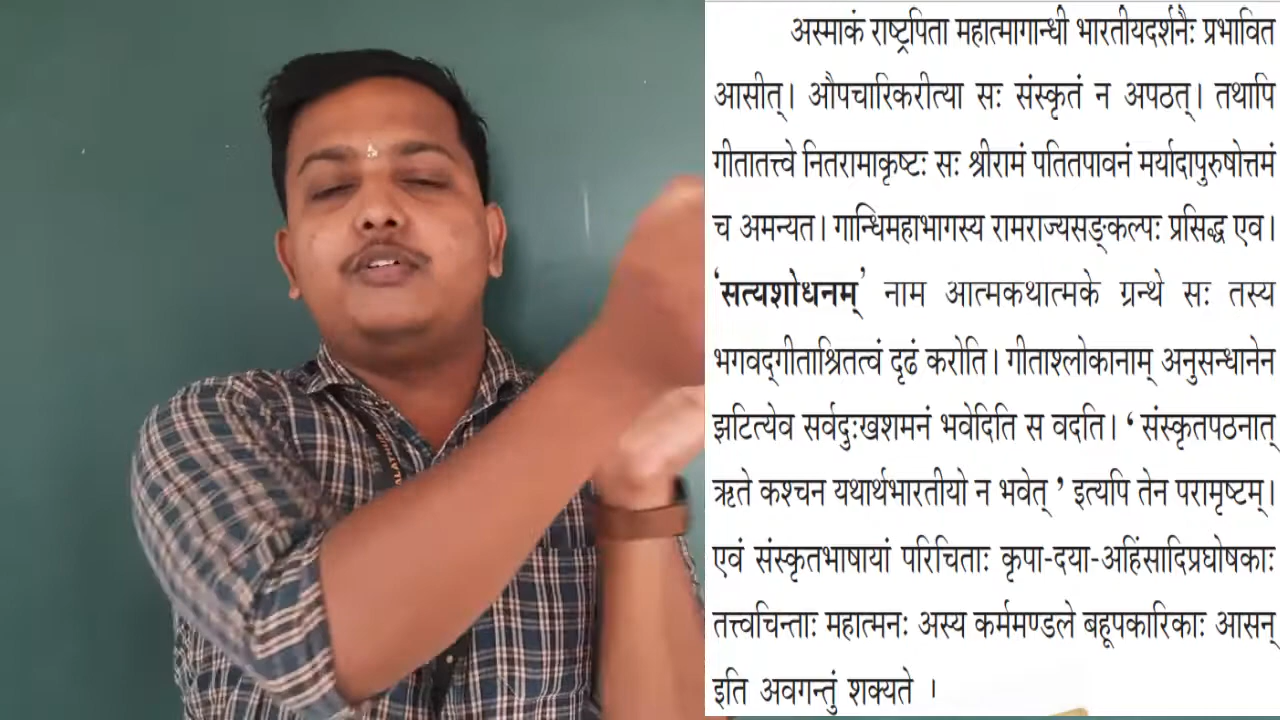 अस्माकं राष्ट्रपिता महात्मागान्धी भारतीयदर्शनैः प्रभावित
आसीत्। औपचारिकरीत्या सः संस्कृतं न अपठत्। तथापि
गीतातत्त्वे नितरामाकृष्टः सः श्रीरामं पतितपावनं मर्यादापुरुषोत्तमं
च अमन्यत। गान्धिमहाभागस्य रामराज्यसङ्कल्पः प्रसिद्ध एव।
'सत्यशोधनम्' नाम आत्मकथात्मके ग्रन्थे सः तस्य
भगवद्गीताश्रितत्वं दृढं करोति। गीताश्लोकानाम् अनुसन्धानेन
झटित्येव सर्वदुःखशमनं भवेदिति स वदति। ' संस्कृतपठनात्
ऋते कश्चन यथार्थभारतीयो न भवेत् ' इत्यपि तेन परामृष्टम्।
एवं संस्कृतभाषायां परिचिताः कृपा-दया-अहिंसादिप्रघोषकाः
तत्त्वचिन्ताः महात्मनः अस्य कर्ममण्डले बहूपकारिकाः आसन्
इति अवगन्तुं शक्यते ।